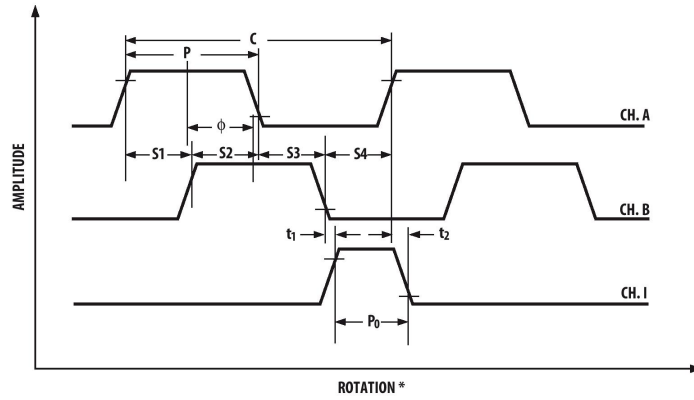 C
P
CH. A
ϕ
S1 S2 S3 S4
AMPLITUDE
CH. B
t1 t2
CH. I
P0
ROTATION *